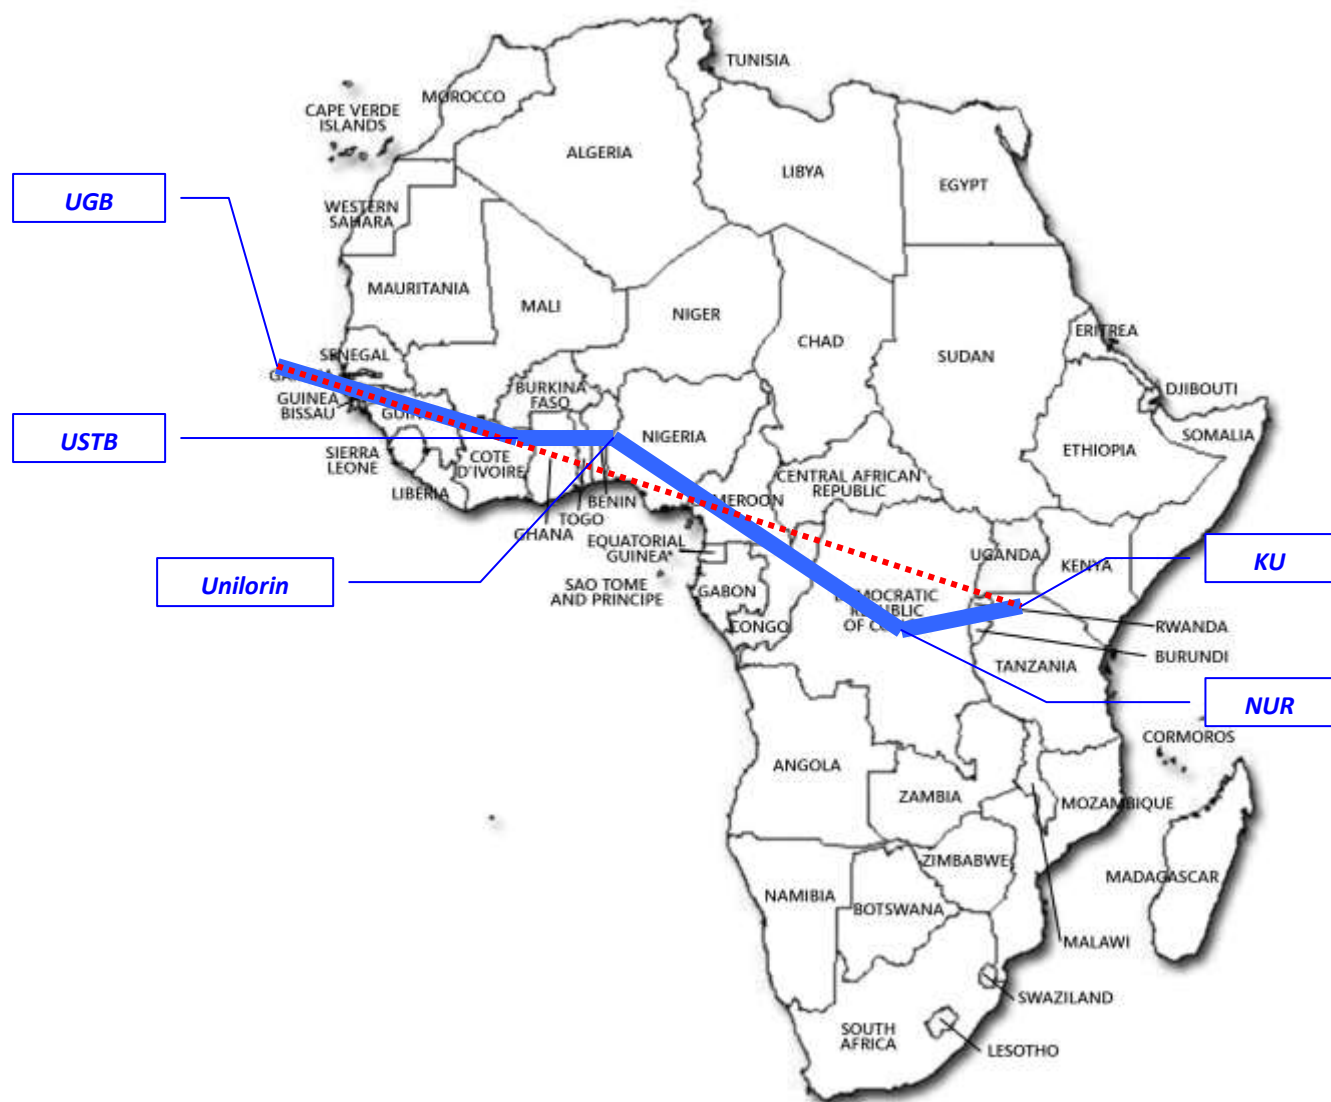 TUNISIA
MOROCCO
CAPE VERDE
ISLANDS
ALGERIA
LIBYA
EGYPT
UGB
WESTERN
SAHARA
MAURITANIA
MALI
NIGER
CHAD
SUDAN
ERITREA
SENEGAL
DJIBOUTI
BURKINA
FASO
GUINEA
BISSAU
SOMALIA
USTB
NIGERIA
ETHIOPIA
SIERRA
LEONE
COTE
D'IVOIRE
CENTRAL AFRICAN
REPUBLIC
LIBERIA
BENIN
TOGO
GHANA
EQUATORIAL
GUINEA
UGANDA
KENYA
KU
Unilorin
SAO TOME
AND PRINCIPE
GABON
DEMOCRATIC
REPUBLIC
OF
CONGO
RWANDA
BURUNDI
TANZANIA
NUR
CORMOROS
ANGOLA
ZAMBIA
MOZAMBIQUE
ZIMBABWE
MADAGASCAR
NAMIBIA
BOTSWANA
MALAWI
SWAZILAND
SOUTH
AFRICA
LESOTHO